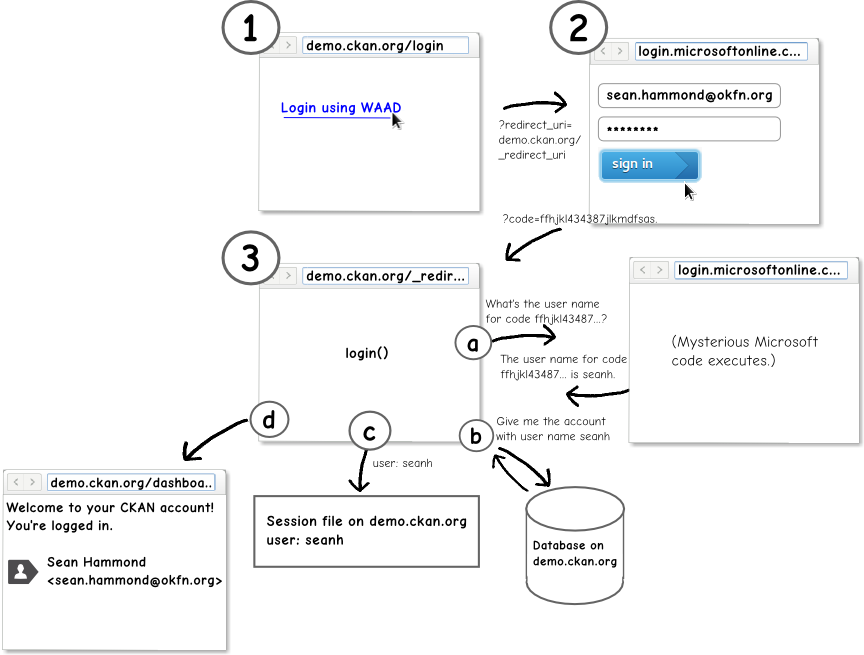 1
demo.ckan.org/login
Login using WAAD
?redirect_uri=
demo.ckan.org/
_redirect_uri
2
login.microsoftonline.c...
sean.hammond@okfn.org
********
sign in
?code=ffhjkl434387jlkmdfsas.
3
demo.ckan.org/_redir...
login()
a
What's the user name
for code ffhjkl43487...?
The user name for code
ffhjkl43487... is seanh.
login.microsoftonline.c...
(Mysterious Microsoft
code executes.)
b
Give me the account
with user name seanh
Database on
demo.ckan.org
c
user: seanh
Session file on demo.ckan.org
user: seanh
d
demo.ckan.org/dashboa..
Welcome to your CKAN account!
You're logged in.
Sean Hammond
<sean.hammond@okfn.org>